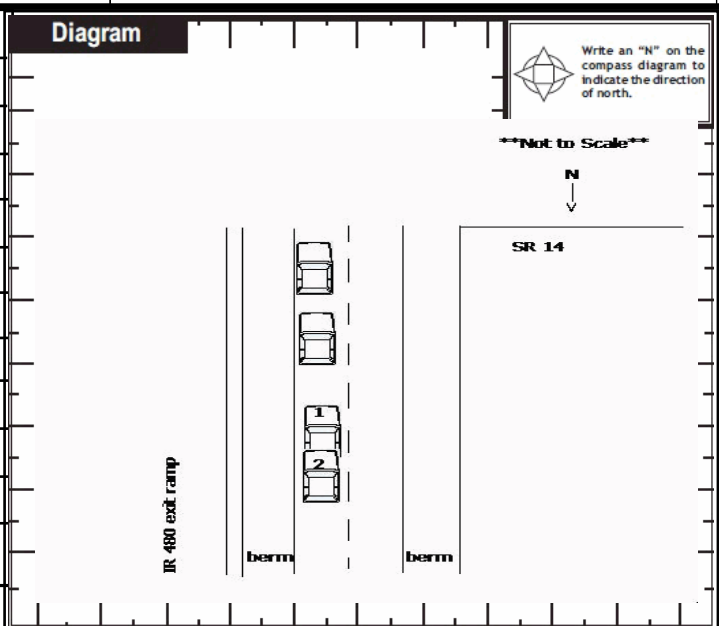 Diagram
Write an “N” on the
compass diagram to
indicate the direction
of north.
**Not to Scale**
N
SR 14
1
2
IR 480 exit ramp
berm
berm